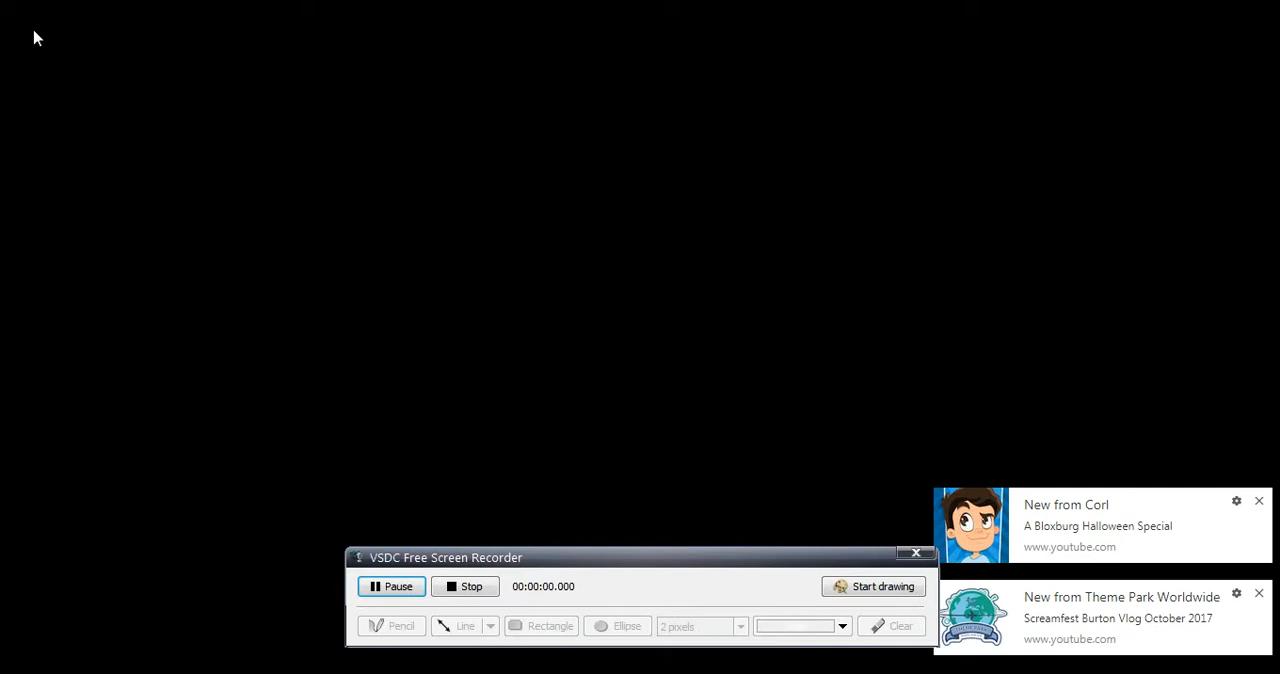 New from Corl
A Bloxburg Halloween Special
www.youtube.com
VSDC Free Screen Recorder
Pause Stop 00:00:00.000 Start drawing
Pencil Line Rectangle Ellipse 2 pixels Clear
New from Theme Park Worldwide
Screamfest Burton Vlog October 2017
www.youtube.com